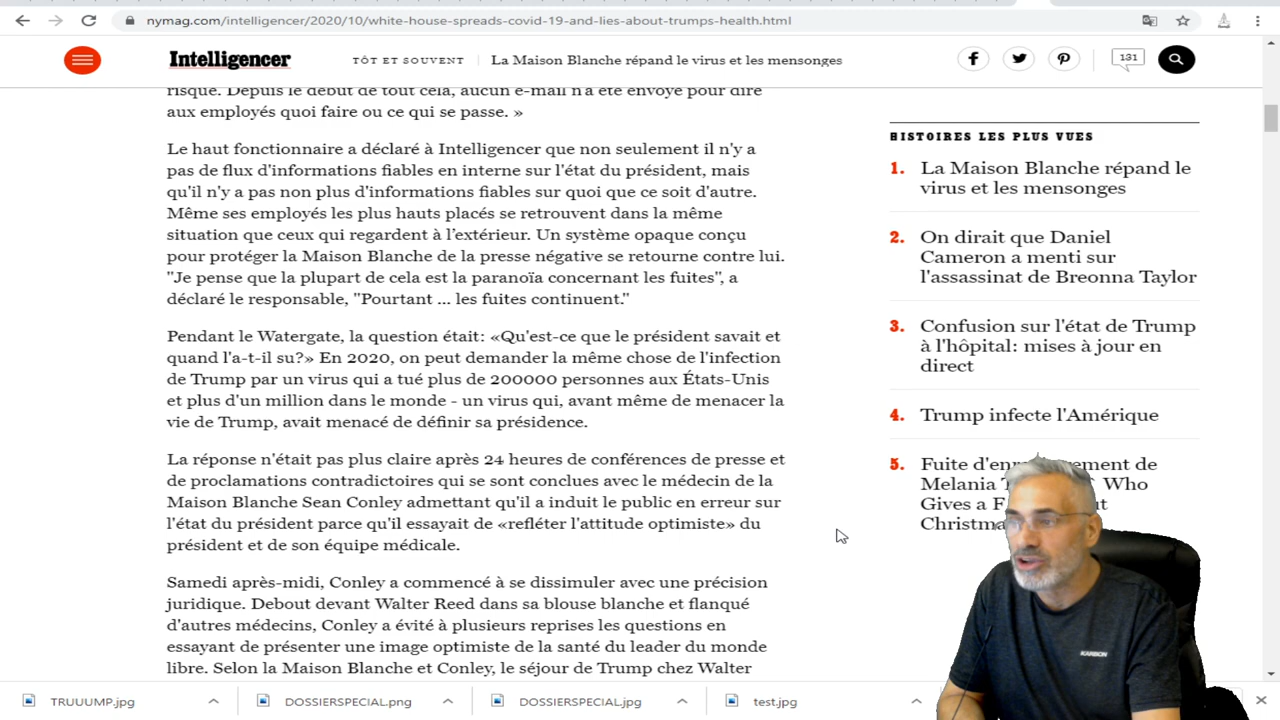 nymag.com/intelligencer/2020/10/white-house-spreads-covid-19-and-lies-about-trumps-health.html
Intelligencer
TÔT ET SOUVENT
La Maison Blanche répand le virus et les mensonges
131
risque. Depuis le début de tout cela, aucun e-mail n'a été envoyé pour dire
aux employés quoi faire ou ce qui se passe. »
Le haut fonctionnaire a déclaré à Intelligencer que non seulement il n'y a
pas de flux d'informations fiables en interne sur l'état du président, mais
qu'il n'y a pas non plus d'informations fiables sur quoi que ce soit d'autre.
Même ses employés les plus hauts placés se retrouvent dans la même
situation que ceux qui regardent à l'extérieur. Un système opaque conçu
pour protéger la Maison Blanche de la presse négative se retourne contre lui.
"Je pense que la plupart de cela est la paranoïa concernant les fuites", a
déclaré le responsable, "Pourtant ... les fuites continuent."
Pendant le Watergate, la question était: «Qu'est-ce que le président savait et
quand l'a-t-il su?» En 2020, on peut demander la même chose de l'infection
de Trump par un virus qui a tué plus de 200000 personnes aux États-Unis
et plus d'un million dans le monde - un virus qui, avant même de menacer la
vie de Trump, avait menacé de définir sa présidence.
La réponse n'était pas plus claire après 24 heures de conférences de presse et
de proclamations contradictoires qui se sont conclues avec le médecin de la
Maison Blanche Sean Conley admettant qu'il a induit le public en erreur sur
l'état du président parce qu'il essayait de «refléter l'attitude optimiste» du
président et de son équipe médicale.
Samedi après-midi, Conley a commencé à se dissimuler avec une précision
juridique. Debout devant Walter Reed dans sa blouse blanche et flanqué
d'autres médecins, Conley a évité à plusieurs reprises les questions en
essayant de présenter une image optimiste de la santé du leader du monde
libre. Selon la Maison Blanche et Conley, le séjour de Trump chez Walter
HISTOIRES LES PLUS VUES
1. La Maison Blanche répand le
virus et les mensonges
2. On dirait que Daniel
Cameron a menti sur
l'assassinat de Breonna Taylor
3. Confusion sur l'état de Trump
à l'hôpital: mises à jour en
direct
4. Trump infecte l'Amérique
5. Fuite de
Melania Who
Gives a
KARBON
TRUUUMP.jpg
DOSSIERSPECIAL.png
DOSSIERSPECIAL.jpg
test.jpg